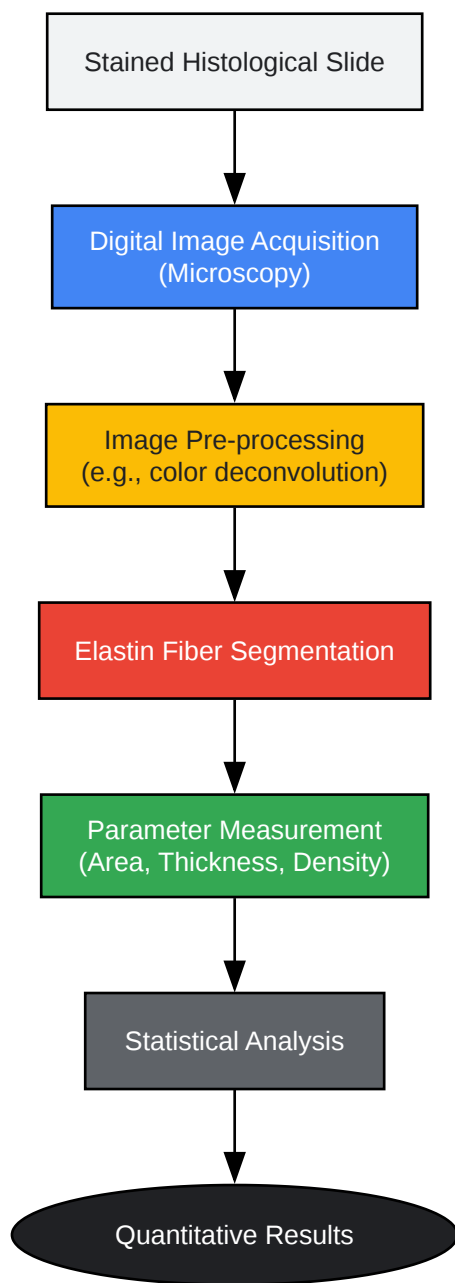 Stained Histological Slide
Digital Image Acquisition
(Microscopy)
Image Pre-processing
(e.g., color deconvolution)
Elastin Fiber Segmentation
Parameter Measurement
(Area, Thickness, Density)
Statistical Analysis
Quantitative Results